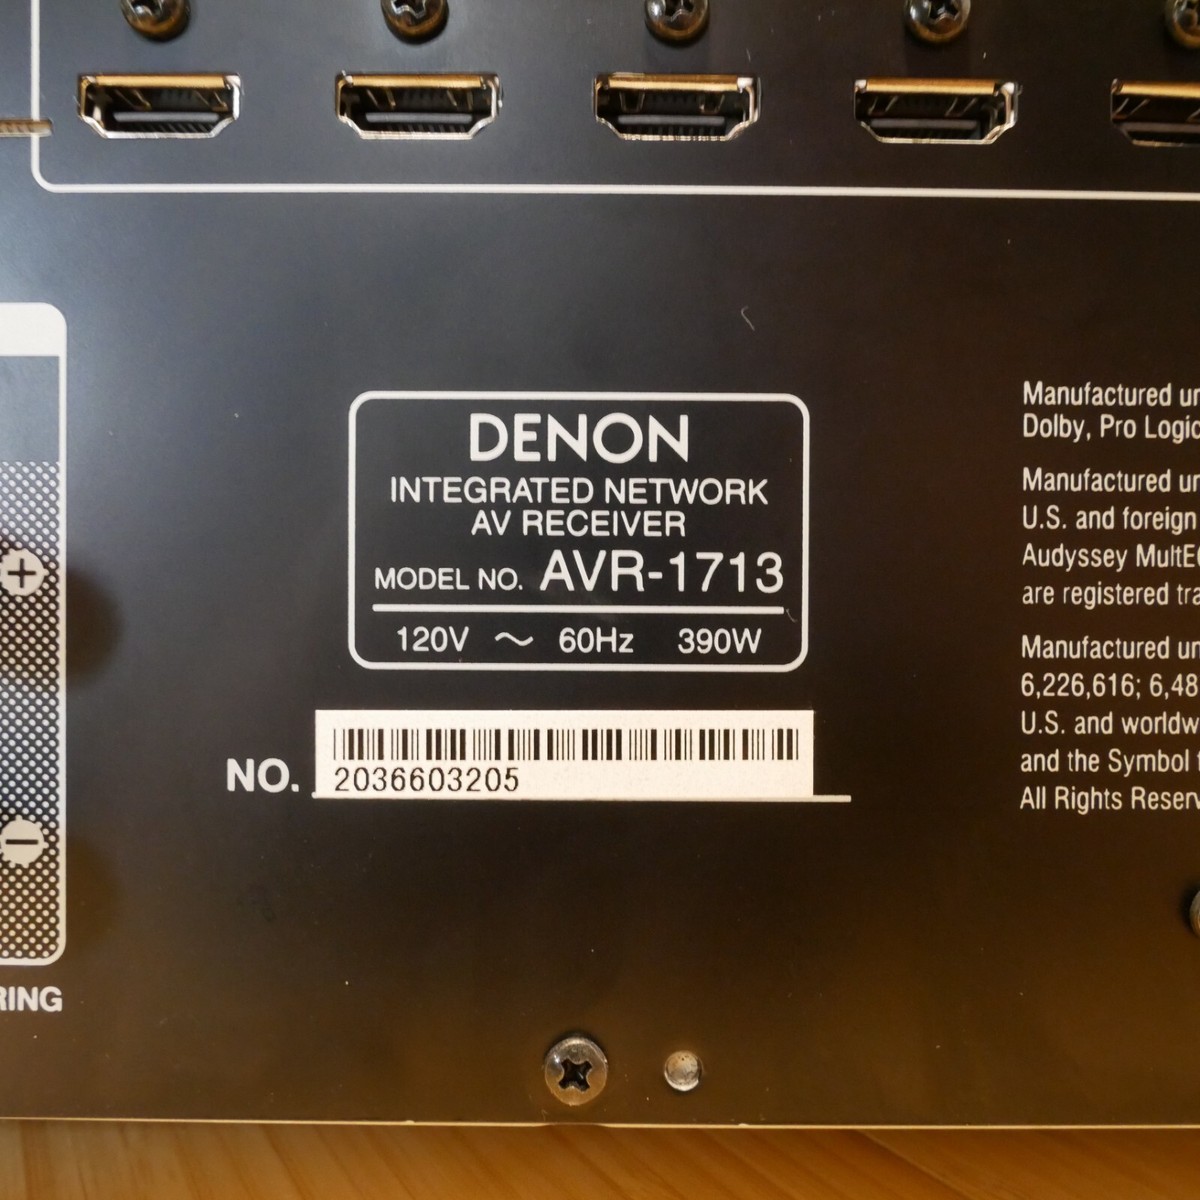 DENON
INTEGRATED NETWORK
AV RECEIVER
MODEL NO. AVR-1713
120V ~ 60Hz 390W
NO. 2036603205
RING
Manufactured un
Dolby, Pro Logic
Manufactured un
U.S. and foreign
Audyssey MultE
are registered tra
Manufactured un
6,226,616; 6,48
U.S. and worldw
and the Symbol
All Rights Reserv